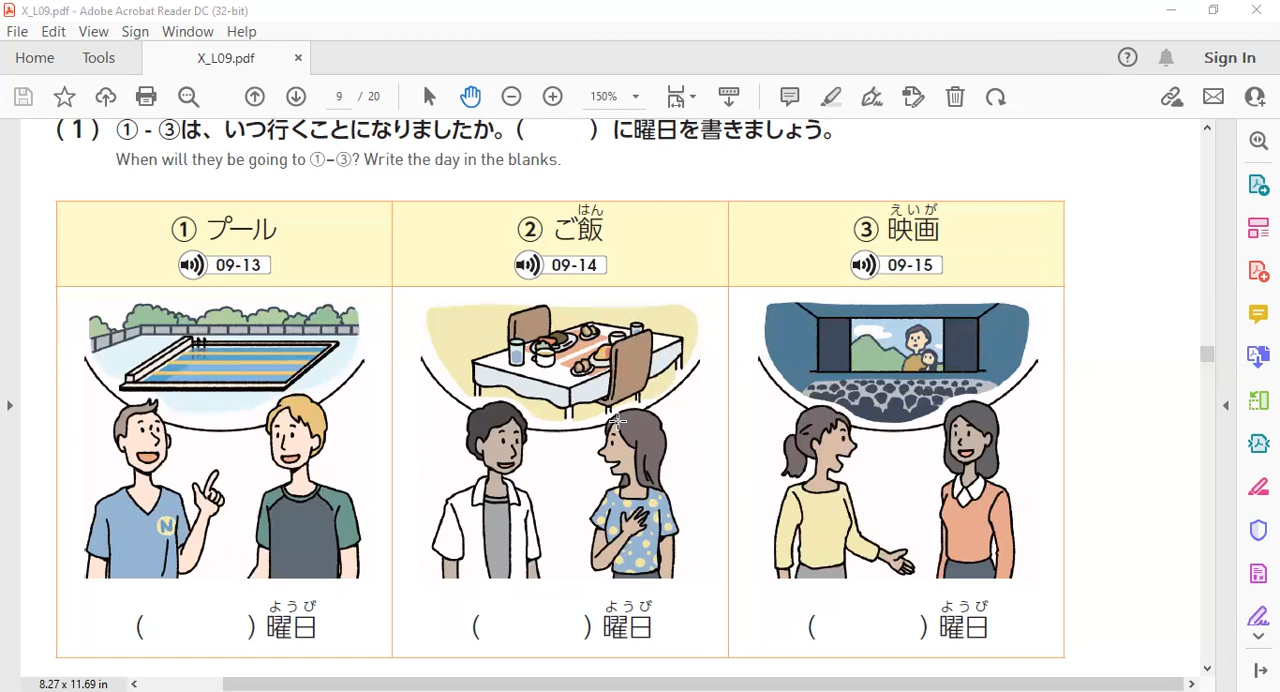 X_L09.pdf - Adobe Acrobat Reader DC (32-bit)
File Edit View Sign Window Help
Home Tools X_L09.pdf × Sign In
9 / 20 150%
(1) ①-③は、いつ行くことになりましたか。( )に曜日を書きましょう。
When will they be going to ①-③? Write the day in the blanks.
① プール
09-13
はん
② ご飯
09-14
えいが
③ 映画
09-15
N
ようび
( ) 曜日
ようび
( ) 曜日
ようび
( ) 曜日
8.27 x 11.69 in